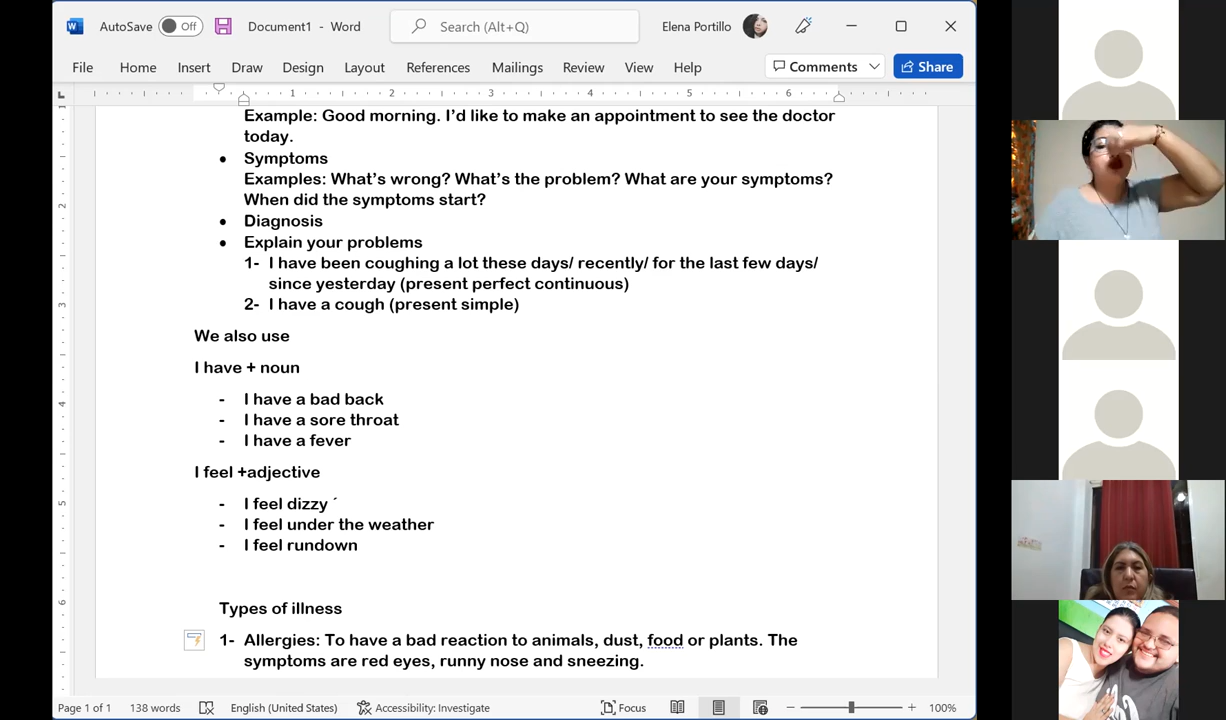 AutoSave Off Document1 - Word Search (Alt+Q) Elena Portillo
File Home Insert Draw Design Layout References Mailings Review View Help Comments Share
1 2 3 4 5 6
Example: Good morning. I’d like to make an appointment to see the doctor
today.
• Symptoms
Examples: What’s wrong? What’s the problem? What are your symptoms?
When did the symptoms start?
• Diagnosis
• Explain your problems
1- I have been coughing a lot these days/ recently/ for the last few days/
since yesterday (present perfect continuous)
2- I have a cough (present simple)
We also use
I have + noun
- I have a bad back
- I have a sore throat
- I have a fever
I feel +adjective
- I feel dizzy ´
- I feel under the weather
- I feel rundown
Types of illness
1- Allergies: To have a bad reaction to animals, dust, food or plants. The
symptoms are red eyes, runny nose and sneezing.
Page 1 of 1 138 words English (United States) Accessibility: Investigate Focus 100%